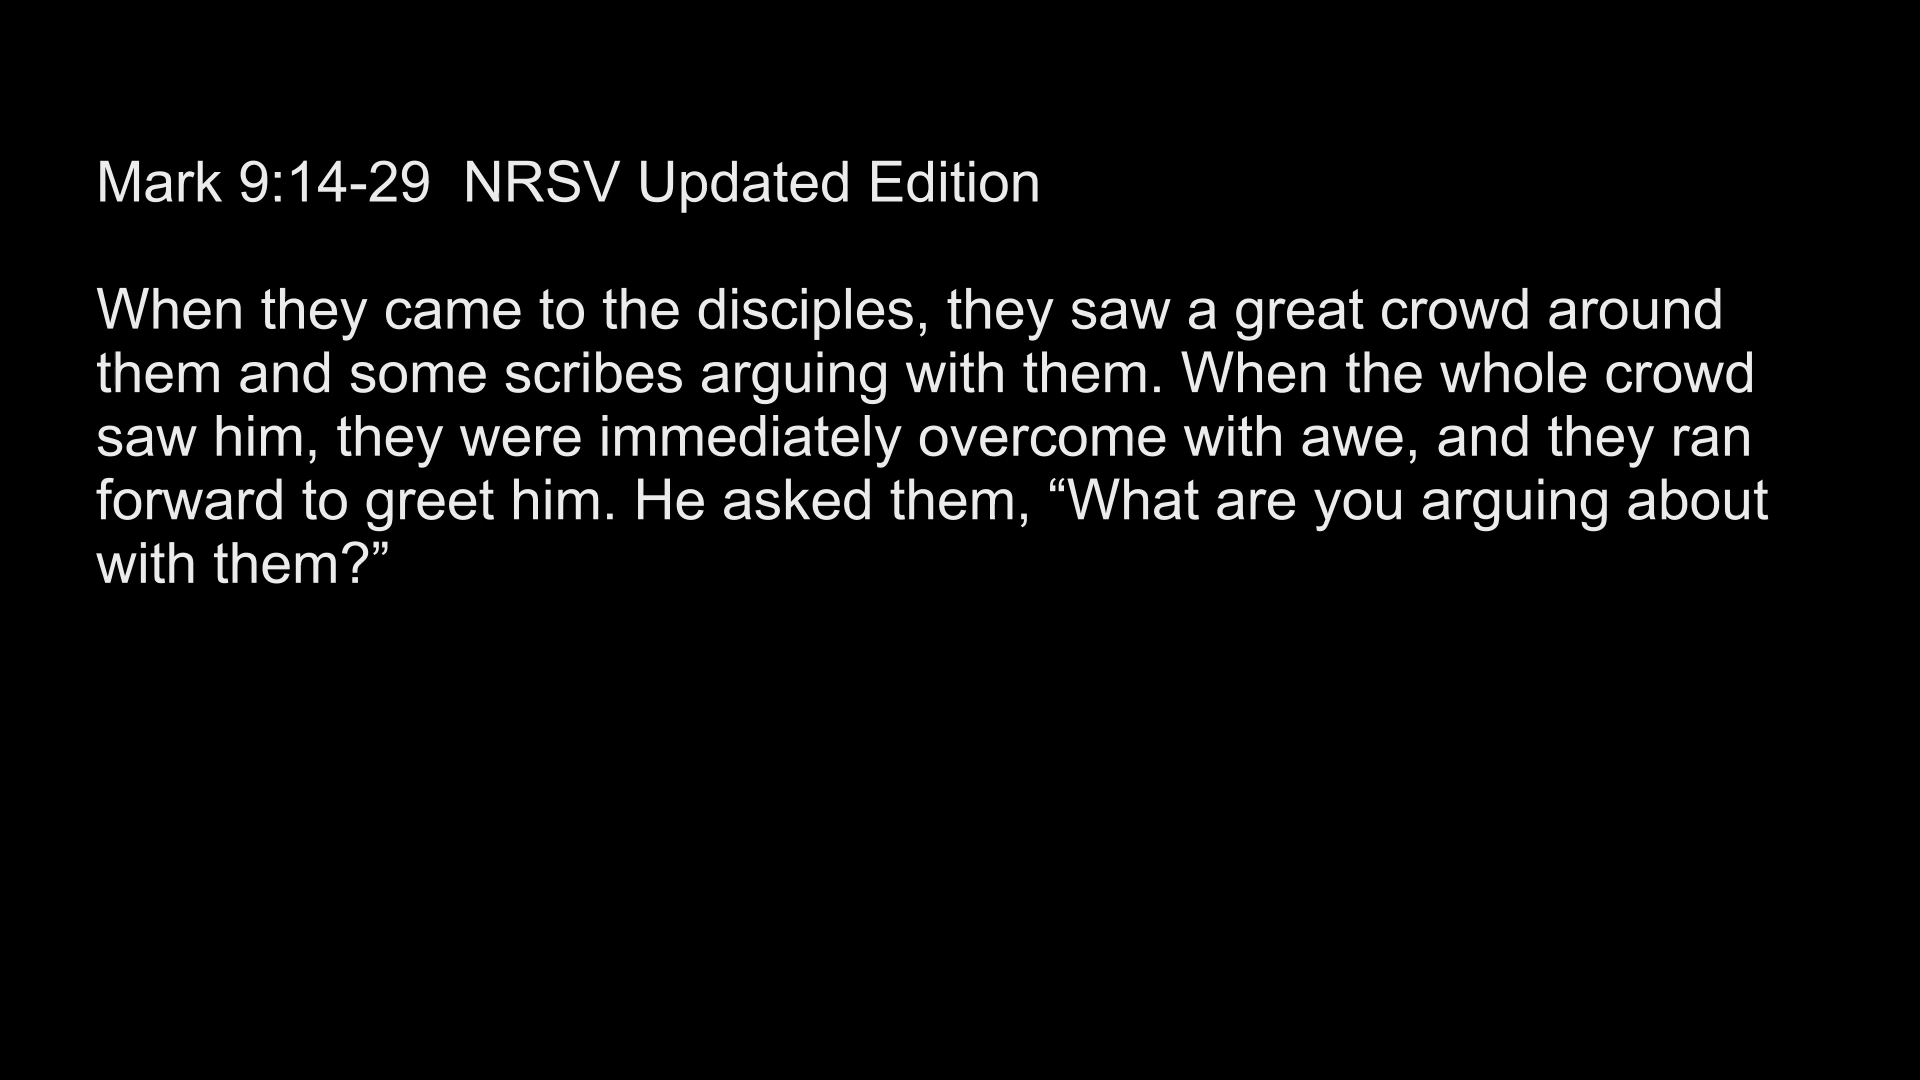 Mark 9:14-29  NRSV Updated Edition
When they came to the disciples, they saw a great crowd around
them and some scribes arguing with them. When the whole crowd
saw him, they were immediately overcome with awe, and they ran
forward to greet him. He asked them, “What are you arguing about
with them?”